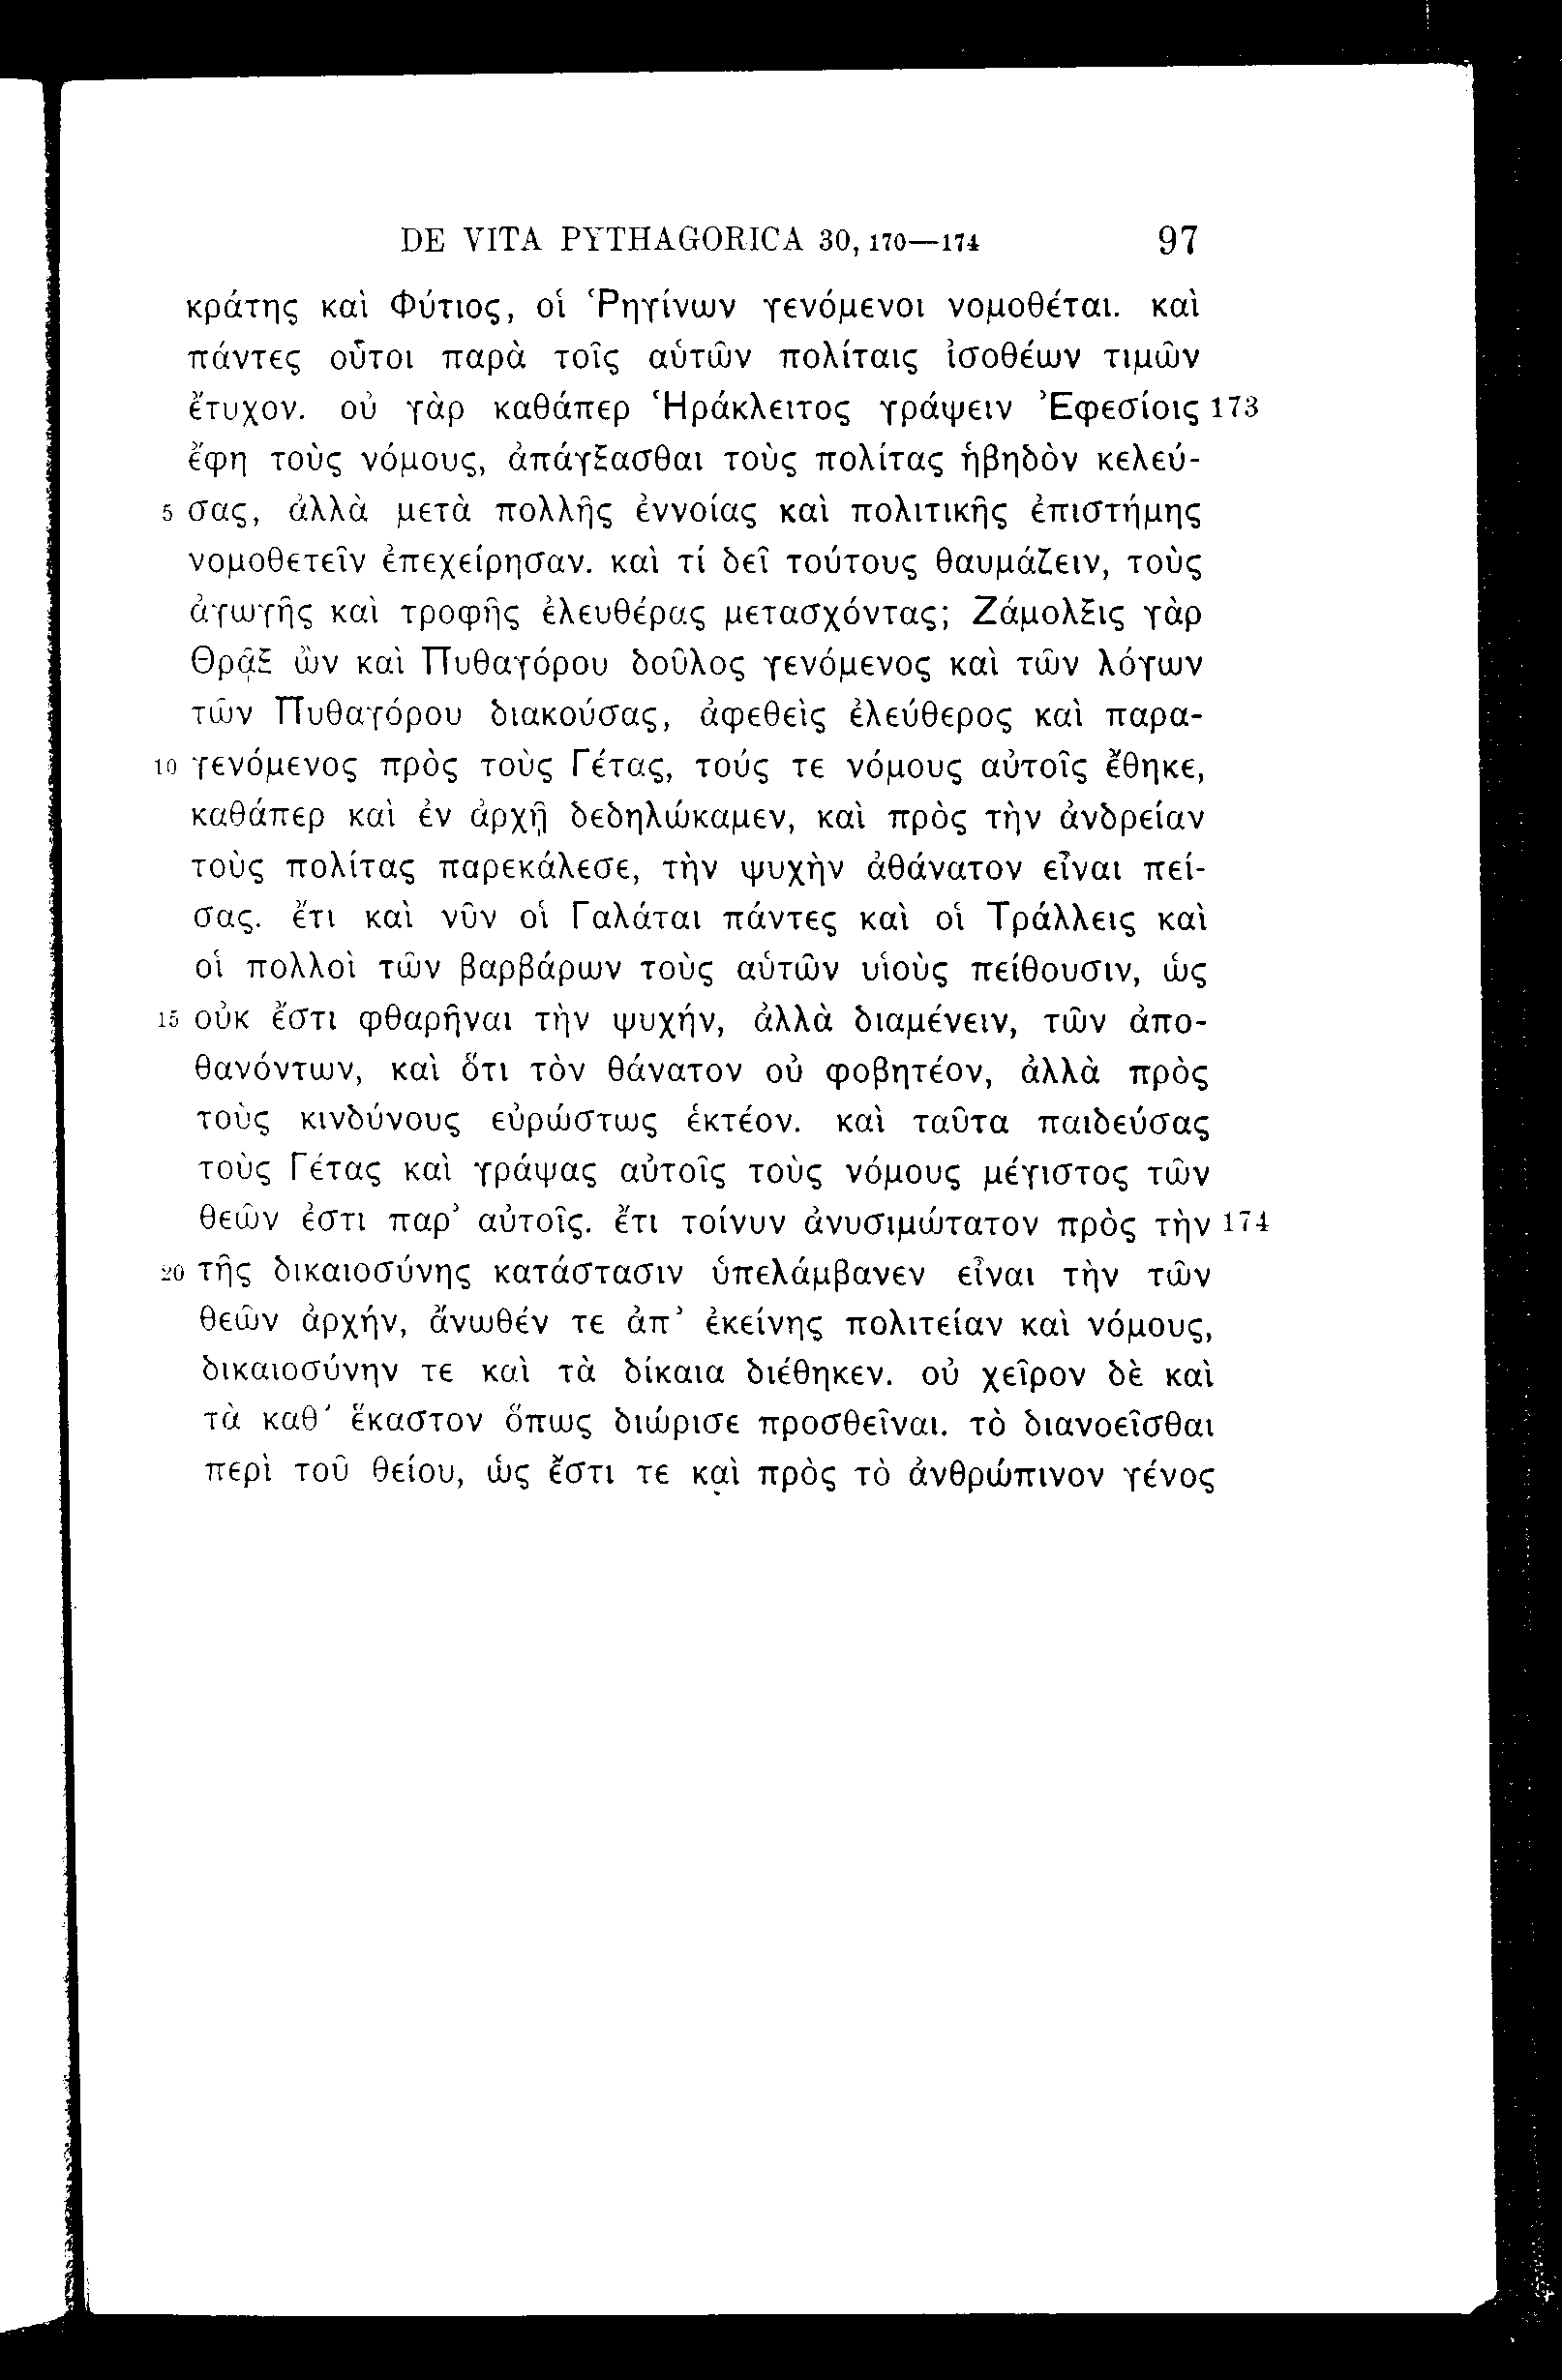 DE VITA PYTHAGORICA 30, 170—174 97
κράτης καὶ Φύτιος, οἱ Ῥηγίνων γενόμενοι νομοθέται. καὶ
πάντες οὗτοι παρὰ τοῖς αὑτῶν πολίταις ἰσοθέων τιμῶν
ἔτυχον. οὐ γὰρ καθάπερ Ἡράκλειτος γράψειν Ἐφεσίοις 173
ἔφη τοὺς νόμους, ἀπάγξασθαι τοὺς πολίτας ἡβηδὸν κελεύ-
5 σας, ἀλλὰ μετὰ πολλῆς ἐννοίας καὶ πολιτικῆς ἐπιστήμης
νομοθετεῖν ἐπεχείρησαν. καὶ τί δεῖ τούτους θαυμάζειν, τοὺς
ἀγωγῆς καὶ τροφῆς ἐλευθέρας μετασχόντας; Ζάμολξις γὰρ
Θρᾷξ ὢν καὶ Πυθαγόρου δοῦλος γενόμενος καὶ τῶν λόγων
τῶν Πυθαγόρου διακούσας, ἀφεθεὶς ἐλεύθερος καὶ παρα-
10 γενόμενος πρὸς τοὺς Γέτας, τούς τε νόμους αὐτοῖς ἔθηκε,
καθάπερ καὶ ἐν ἀρχῇ δεδηλώκαμεν, καὶ πρὸς τὴν ἀνδρείαν
τοὺς πολίτας παρεκάλεσε, τὴν ψυχὴν ἀθάνατον εἶναι πεί-
σας. ἔτι καὶ νῦν οἱ Γαλάται πάντες καὶ οἱ Τράλλεις καὶ
οἱ πολλοὶ τῶν βαρβάρων τοὺς αὑτῶν υἱοὺς πείθουσιν, ὡς
15 οὐκ ἔστι φθαρῆναι τὴν ψυχήν, ἀλλὰ διαμένειν, τῶν ἀπο-
θανόντων, καὶ ὅτι τὸν θάνατον οὐ φοβητέον, ἀλλὰ πρὸς
τοὺς κινδύνους εὐρώστως ἑκτέον. καὶ ταῦτα παιδεύσας
τοὺς Γέτας καὶ γράψας αὐτοῖς τοὺς νόμους μέγιστος τῶν
θεῶν ἐστι παρ᾽ αὐτοῖς. ἔτι τοίνυν ἀνυσιμώτατον πρὸς τὴν 174
20 τῆς δικαιοσύνης κατάστασιν ὑπελάμβανεν εἶναι τὴν τῶν
θεῶν ἀρχήν, ἄνωθέν τε ἀπ᾽ ἐκείνης πολιτείαν καὶ νόμους,
δικαιοσύνην τε καὶ τὰ δίκαια διέθηκεν. οὐ χεῖρον δὲ καὶ
τὰ καθ᾽ ἕκαστον ὅπως διώρισε προσθεῖναι. τὸ διανοεῖσθαι
περὶ τοῦ θείου, ὡς ἔστι τε καὶ πρὸς τὸ ἀνθρώπινον γένος